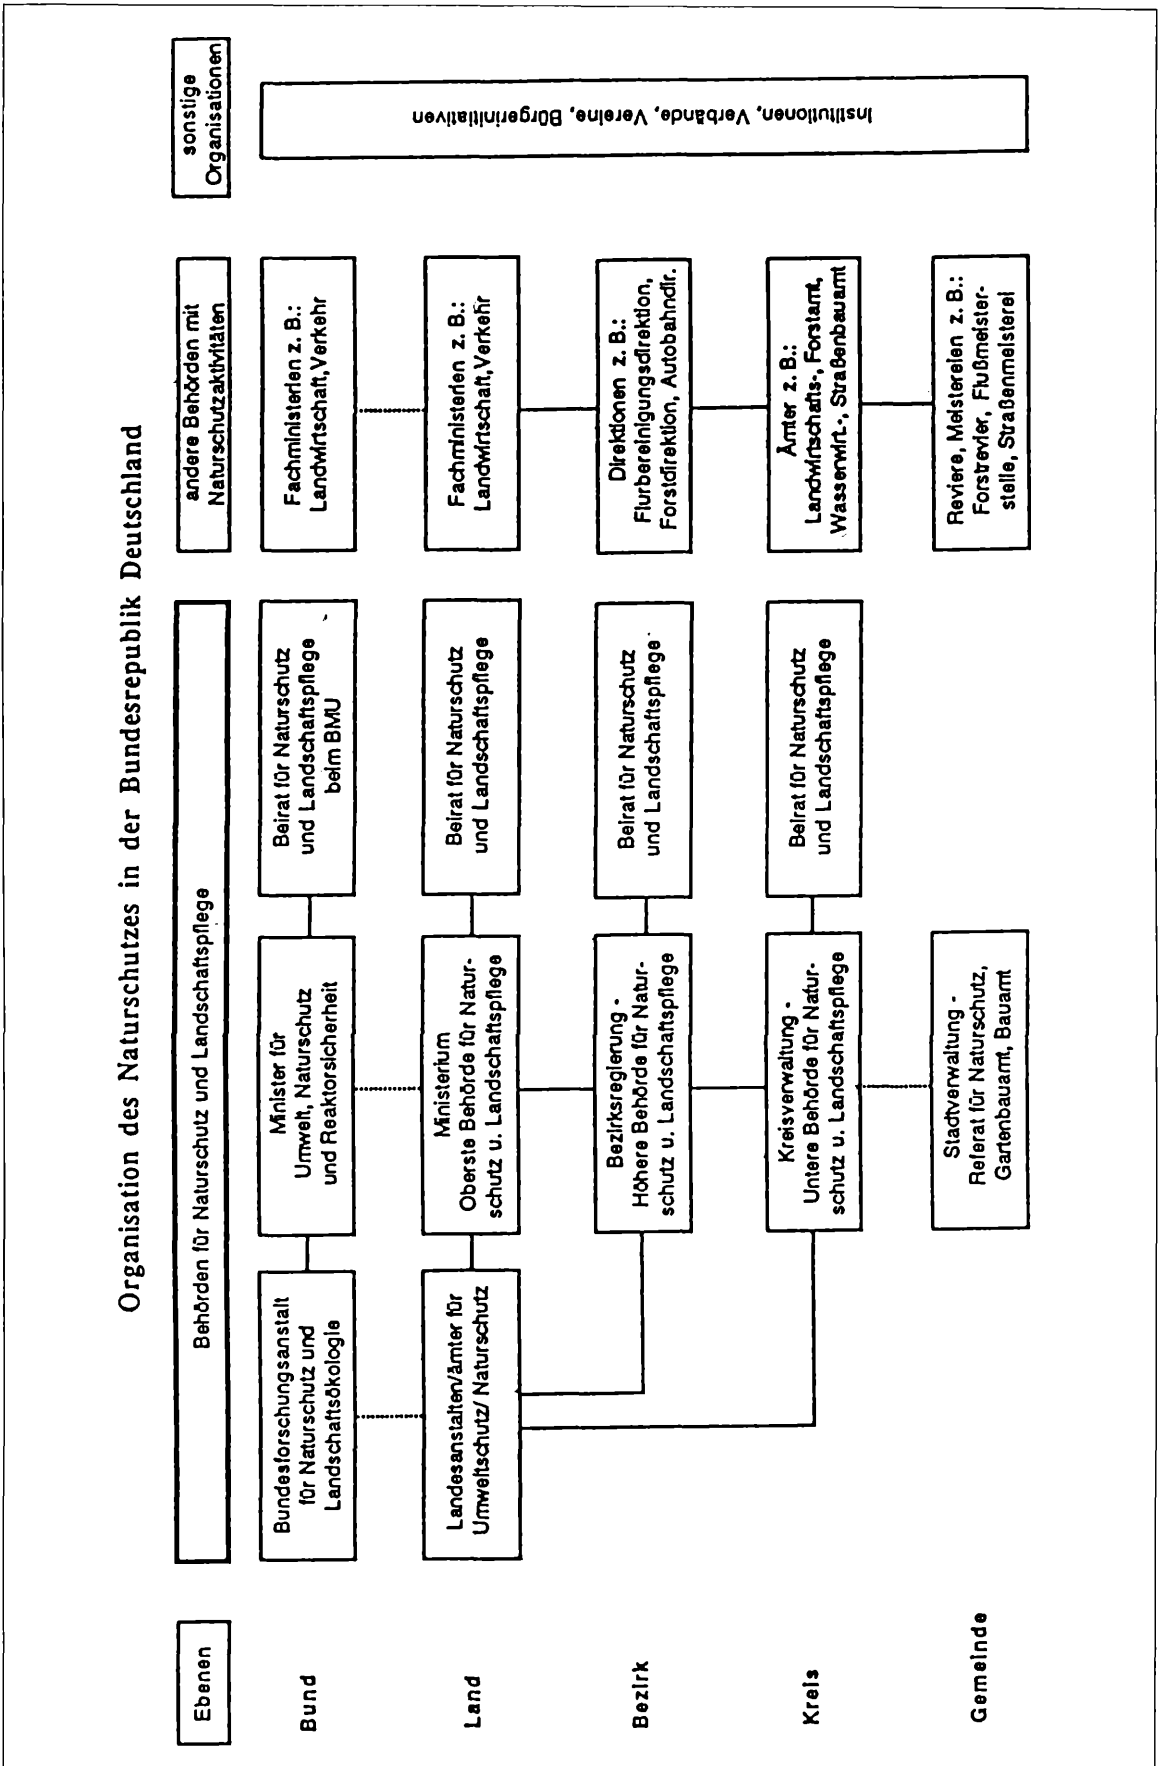 Organisation des Naturschutzes in der Bundesrepublik Deutschland
Ebenen
Behörden für Naturschutz und Landschaftspflege
andere Behörden mit
Naturschutzaktivitäten
sonstige
Organisationen
Bund
Bundesforschungsanstalt
für Naturschutz und
Landschaftsökologie
Minister für
Umwelt, Naturschutz
und Reaktorsicherheit
Beirat für Naturschutz
und Landschaftspflege
beim BMU
Fachministerien z. B.:
Landwirtschaft,Verkehr
Institutionen, Verbände, Vereine, Bürgerinitiativen
Land
Landesanstalten/ämter für
Umweltschutz/ Naturschutz
Ministerium
Oberste Behörde für Natur-
schutz u. Landschaftspflege
Beirat für Naturschutz
und Landschaftspflege
Fachministerien z. B.:
Landwirtschaft,Verkehr
Bezirk
Bezirksregierung -
Höhere Behörde für Natur-
schutz u. Landschaftspflege
Beirat für Naturschutz
und Landschaftspflege
Direktionen z. B.:
Flurbereinigungsdirektion,
Forstdirektion, Autobahndir.
Kreis
Kreisverwaltung -
Untere Behörde für Natur-
schutz u. Landschaftspflege
Beirat für Naturschutz
und Landschaftspflege
Ämter z. B.:
Landwirtschafts-, Forstamt,
Wasserwirt.-, Straßenbauamt
Gemeinde
Stadtverwaltung -
Referat für Naturschutz,
Gartenbauamt, Bauamt
Reviere, Meistereien z. B.:
Forstrevier, Flußmeister-
stelle, Straßenmeisterei